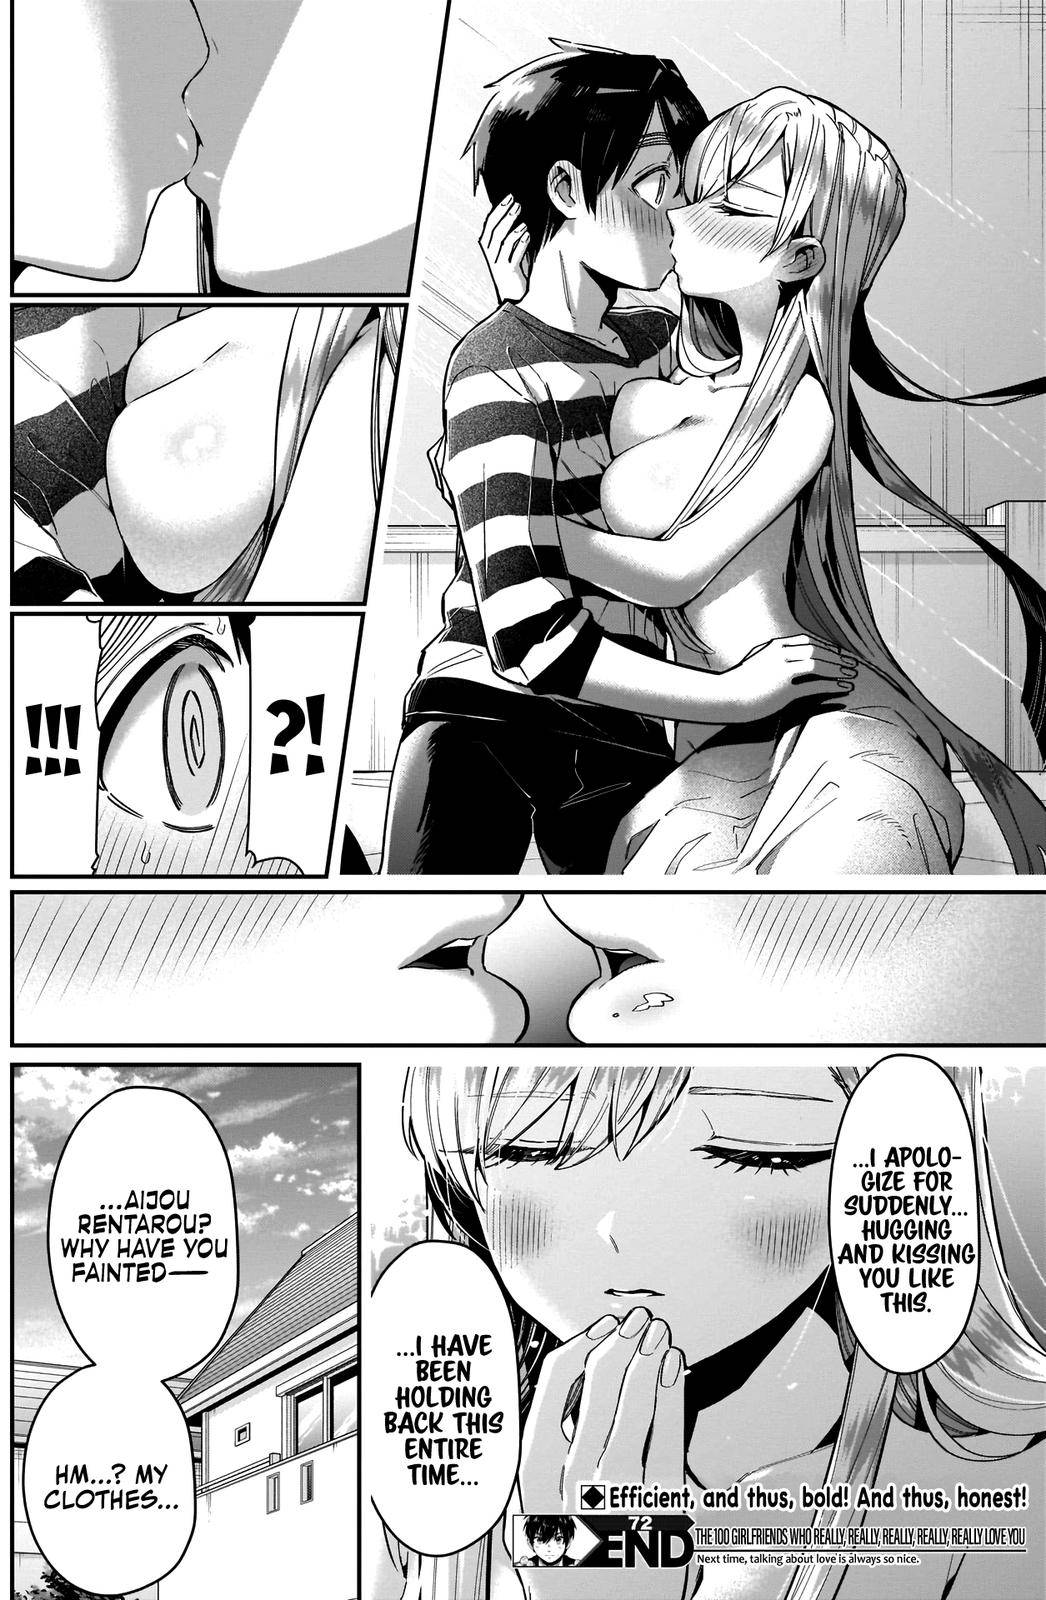 ?!
!!!
...I APOLO-
GIZE FOR
SUDDENLY...
HUGGING
AND KISSING
YOU LIKE
THIS.
...I HAVE
BEEN
HOLDING
BACK THIS
ENTIRE
TIME...
...AIJOU
RENTAROU?
WHY HAVE YOU
FAINTED—
HM...? MY
CLOTHES...
◆Efficient, and thus, bold! And thus, honest!
72
END
THE 100 GIRLFRIENDS WHO REALLY, REALLY, REALLY, REALLY, REALLY LOVE YOU
Next time, talking about love is always so nice.